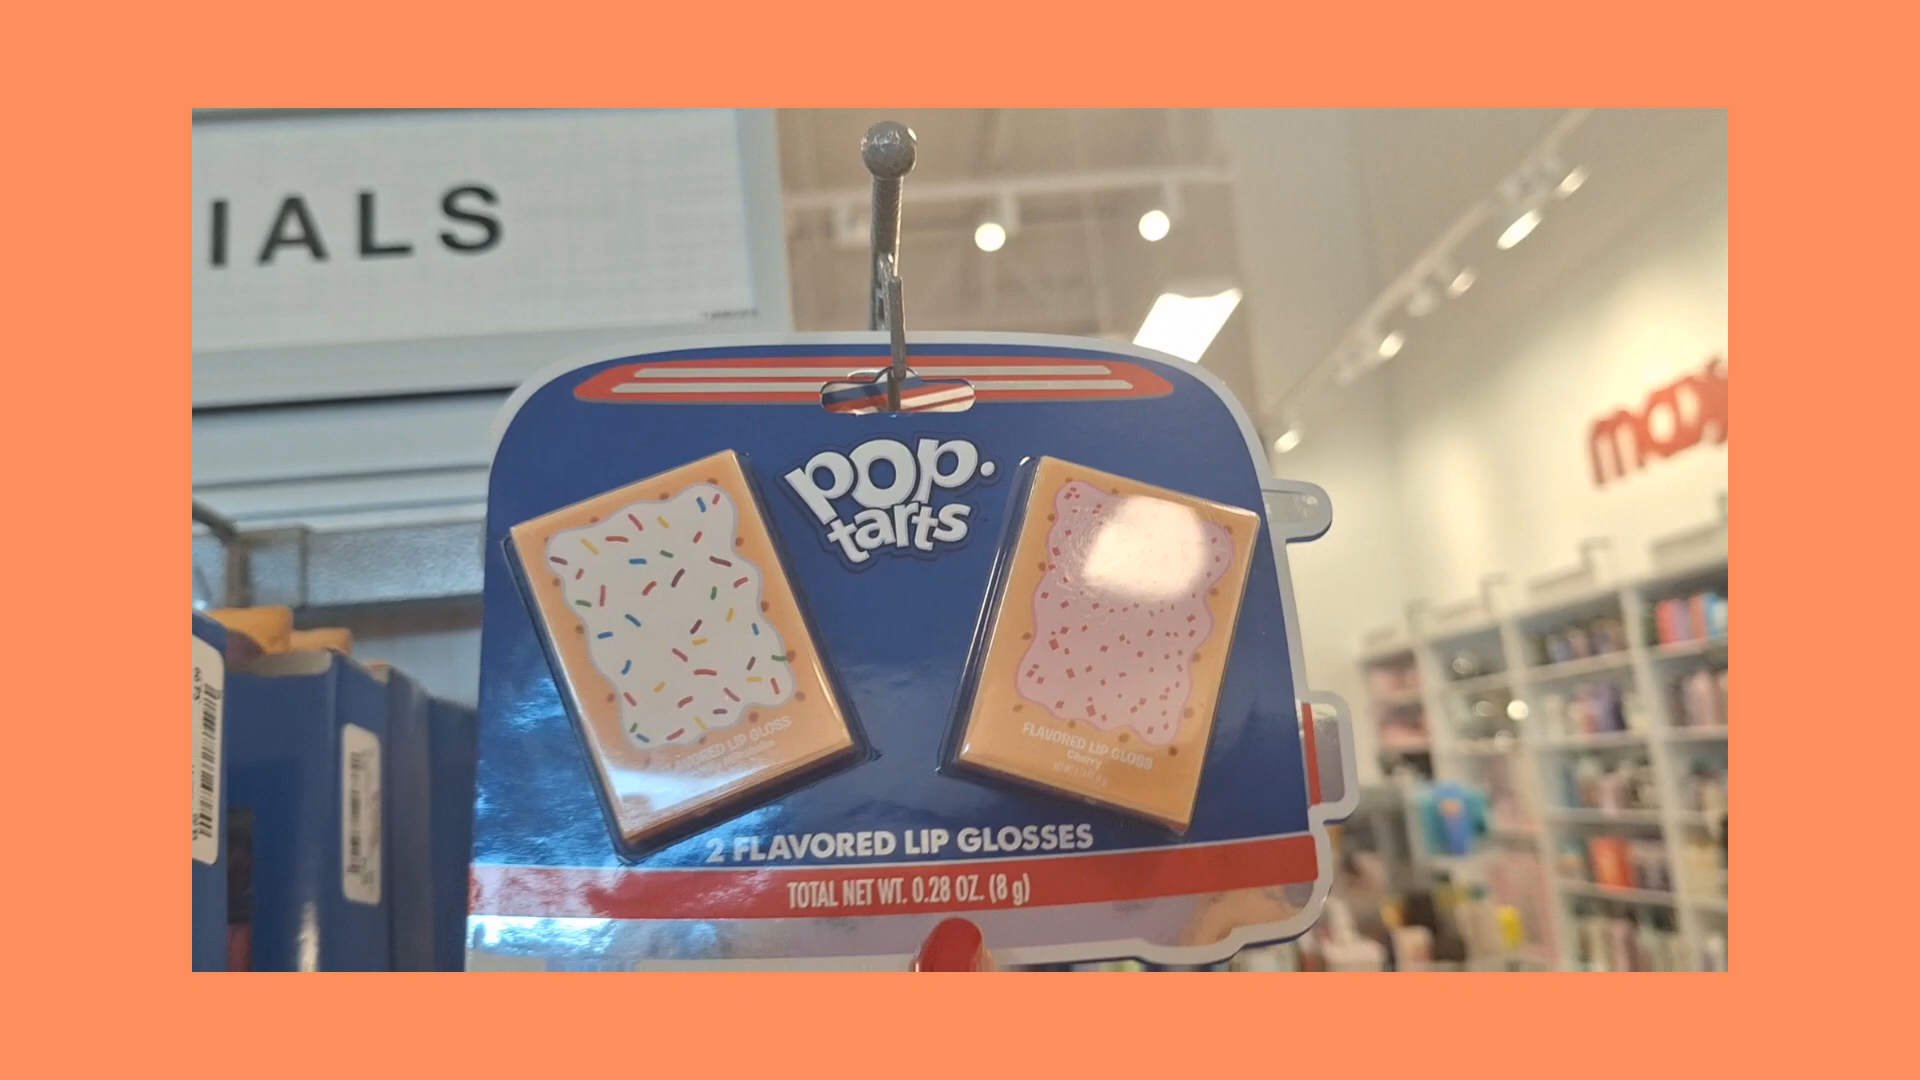 IALS
pop.
tarts
FLAVORED LIP GLOSS
FLAVORED LIP GLOSS
Cherry
2 FLAVORED LIP GLOSSES
TOTAL NET WT. 0.28 OZ. (8 g)
max